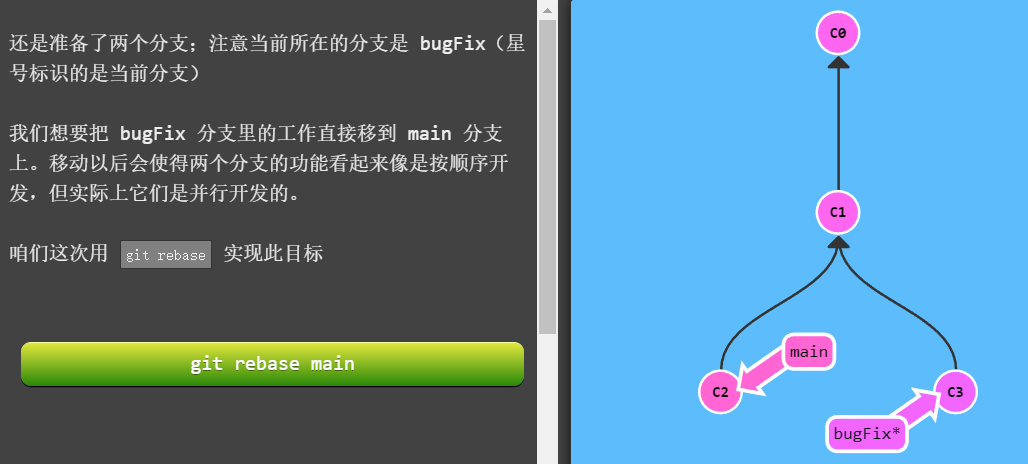 还是准备了两个分支；注意当前所在的分支是 bugFix（星
号标识的是当前分支）
我们想要把 bugFix 分支里的工作直接移到 main 分支
上。移动以后会使得两个分支的功能看起来像是按顺序开
发，但实际上它们是并行开发的。
咱们这次用 git rebase 实现此目标
git rebase main
C0
C1
main
C2
C3
bugFix*